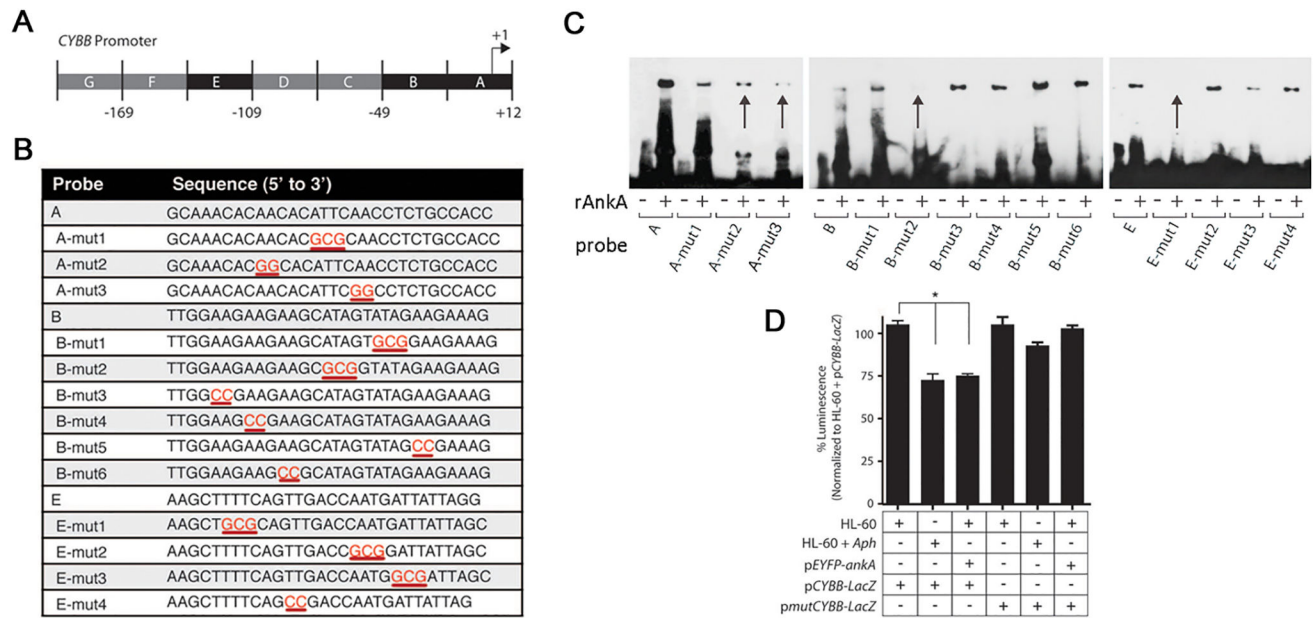 A
CYBB Promoter
+1
G F E D C B A
-169 -109 -49 +12
B
Probe Sequence (5' to 3')
A GCAAACACAACACATTCAACCTCTGCCACC
A-mut1 GCAAACACAACACGCGCAACCTCTGCCACC
A-mut2 GCAAACACGGCACATTCAACCTCTGCCACC
A-mut3 GCAAACACAACACATTCGGCCTCTGCCACC
B TTGGAAGAAGAAGCATAGTATAGAAGAAAG
B-mut1 TTGGAAGAAGAAGCATAGTGCGGAAGAAAG
B-mut2 TTGGAAGAAGAAGCGCGGTATAGAAGAAAG
B-mut3 TTGGCCGAAGAAGCATAGTATAGAAGAAAG
B-mut4 TTGGAAGCCGAAGCATAGTATAGAAGAAAG
B-mut5 TTGGAAGAAGAAGCATAGTATAGCCGAAAG
B-mut6 TTGGAAGAAGCCGCATAGTATAGAAGAAAG
E AAGCTTTTCAGTTGACCAATGATTATTAGG
E-mut1 AAGCTGCGCAGTTGACCAATGATTATTAGC
E-mut2 AAGCTTTTCAGTTGACCGCGGATTATTAGC
E-mut3 AAGCTTTTCAGTTGACCAATGGCGATTAGC
E-mut4 AAGCTTTTCAGCCGACCAATGATTATTAG
C
rAnkA - + - + - + - + - + - + - + - + - + - + - + - + - + - + - + - +
probe A A-mut1 A-mut2 A-mut3 B B-mut1 B-mut2 B-mut3 B-mut4 B-mut5 B-mut6 E E-mut1 E-mut2 E-mut3 E-mut4
D
*
% Luminescence
(Normalized to HL-60 + pCYBB-LacZ)
100
75
50
25
0
HL-60 + - + + - +
HL-60 + Aph - + - - + -
pEYFP-ankA - - + - - +
pCYBB-LacZ + + + - - -
pmutCYBB-LacZ - - - + + +